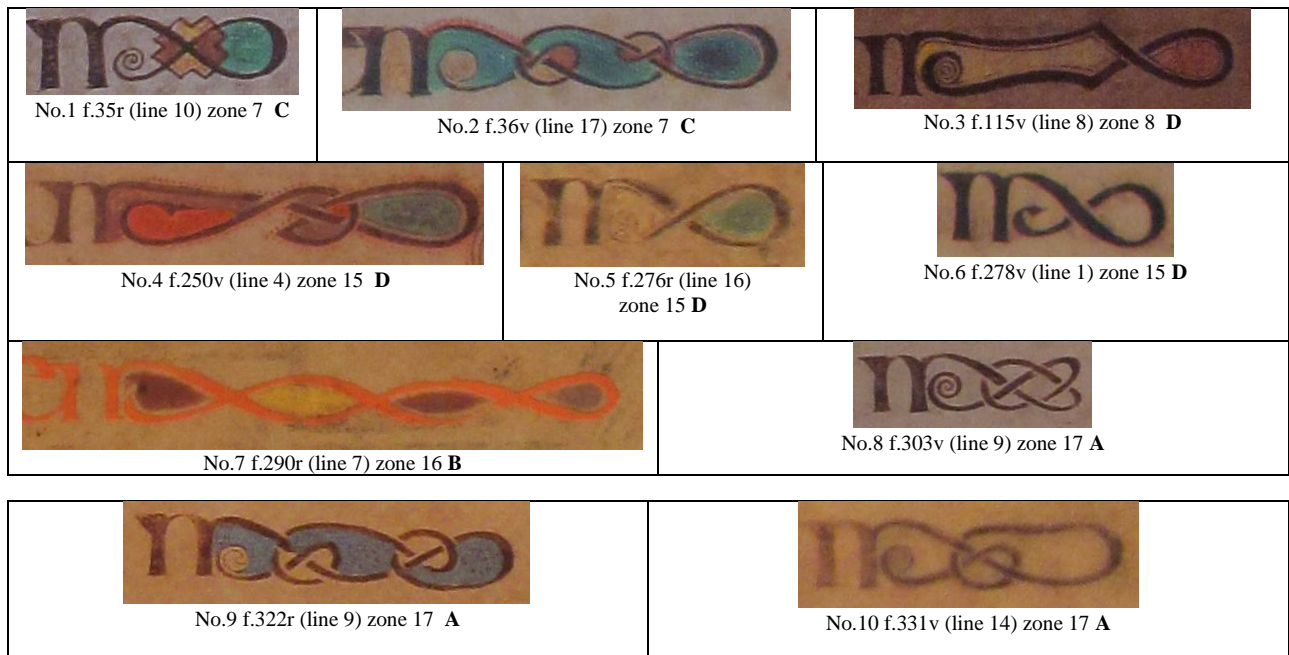 No.1 f.35r (line 10) zone 7 C
No.2 f.36v (line 17) zone 7 C
No.3 f.115v (line 8) zone 8 D
No.4 f.250v (line 4) zone 15 D
No.5 f.276r (line 16)
zone 15 D
No.6 f.278v (line 1) zone 15 D
No.7 f.290r (line 7) zone 16 B
No.8 f.303v (line 9) zone 17 A
No.9 f.322r (line 9) zone 17 A
No.10 f.331v (line 14) zone 17 A